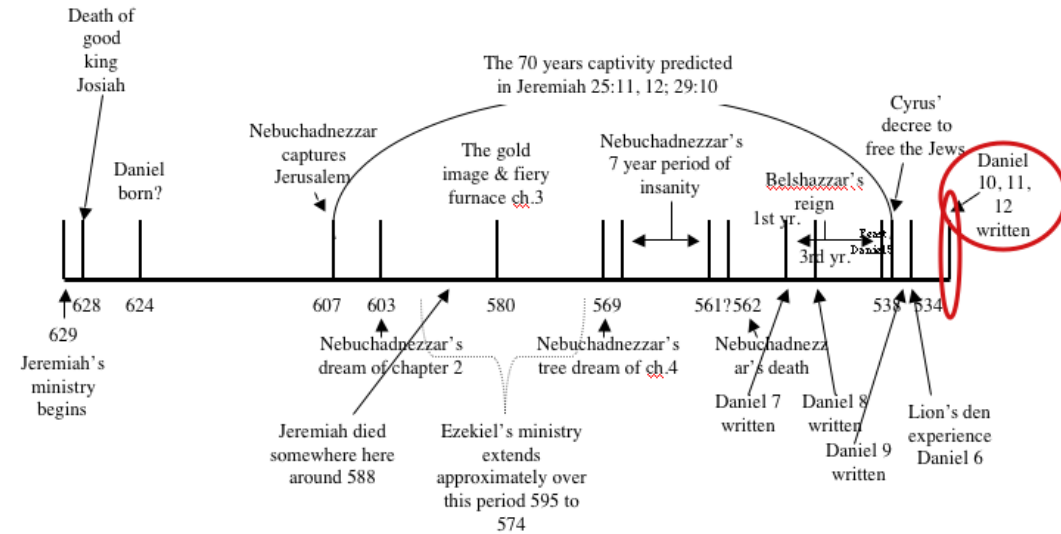 Death of
good
king
Josiah
The 70 years captivity predicted
in Jeremiah 25:11, 12; 29:10
Cyrus’
decree to
free the Jews
Daniel
born?
Nebuchadnezzar
captures
Jerusalem
The gold
image & fiery
furnace ch.3
Nebuchadnezzar’s
7 year period of
insanity
Belshazzar’s
reign
1st yr.
3rd yr.
Feast
Daniel 5
Daniel
10, 11,
12
written
628
624
607
603
580
569
561?
562
538
534
629
Jeremiah’s
ministry
begins
Nebuchadnezzar’s
dream of chapter 2
Nebuchadnezzar’s
tree dream of ch.4
Nebuchadnezz
ar’s death
Jeremiah died
somewhere here
around 588
Ezekiel’s ministry
extends
approximately over
this period 595 to
574
Daniel 7
written
Daniel 8
written
Daniel 9
written
Lion’s den
experience
Daniel 6